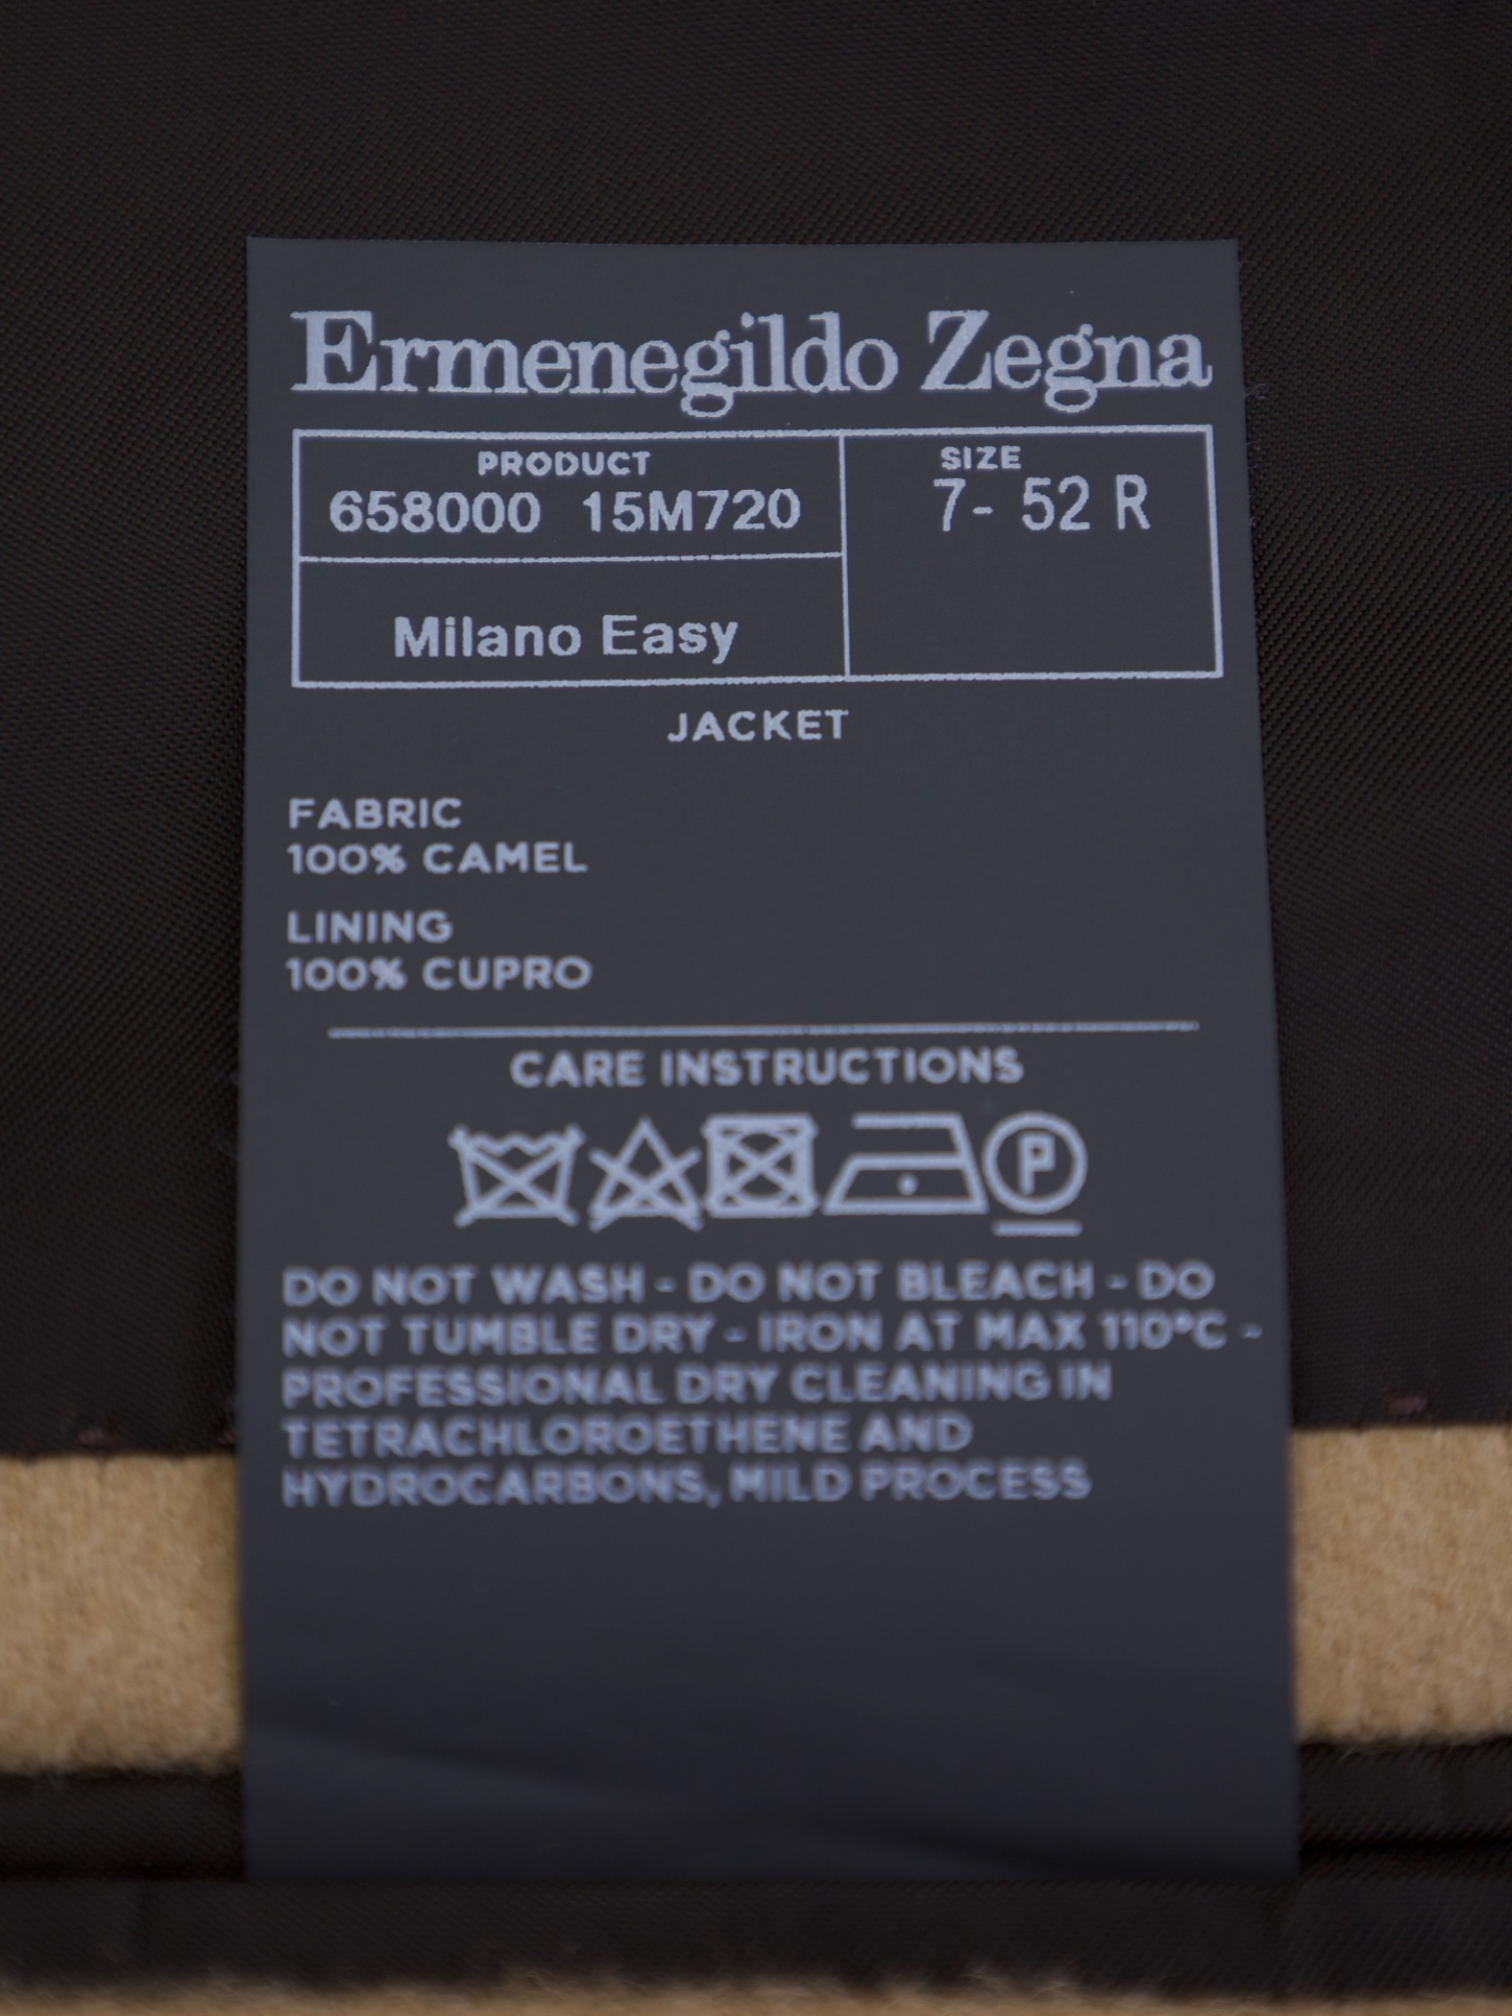 Ermenegildo Zegna
PRODUCT
658000 15M720
SIZE
7- 52 R
Milano Easy
JACKET
FABRIC
100% CAMEL
LINING
100% CUPRO
CARE INSTRUCTIONS
P
DO NOT WASH - DO NOT BLEACH - DO
NOT TUMBLE DRY - IRON AT MAX 110°C -
PROFESSIONAL DRY CLEANING IN
TETRACHLOROETHENE AND
HYDROCARBONS, MILD PROCESS